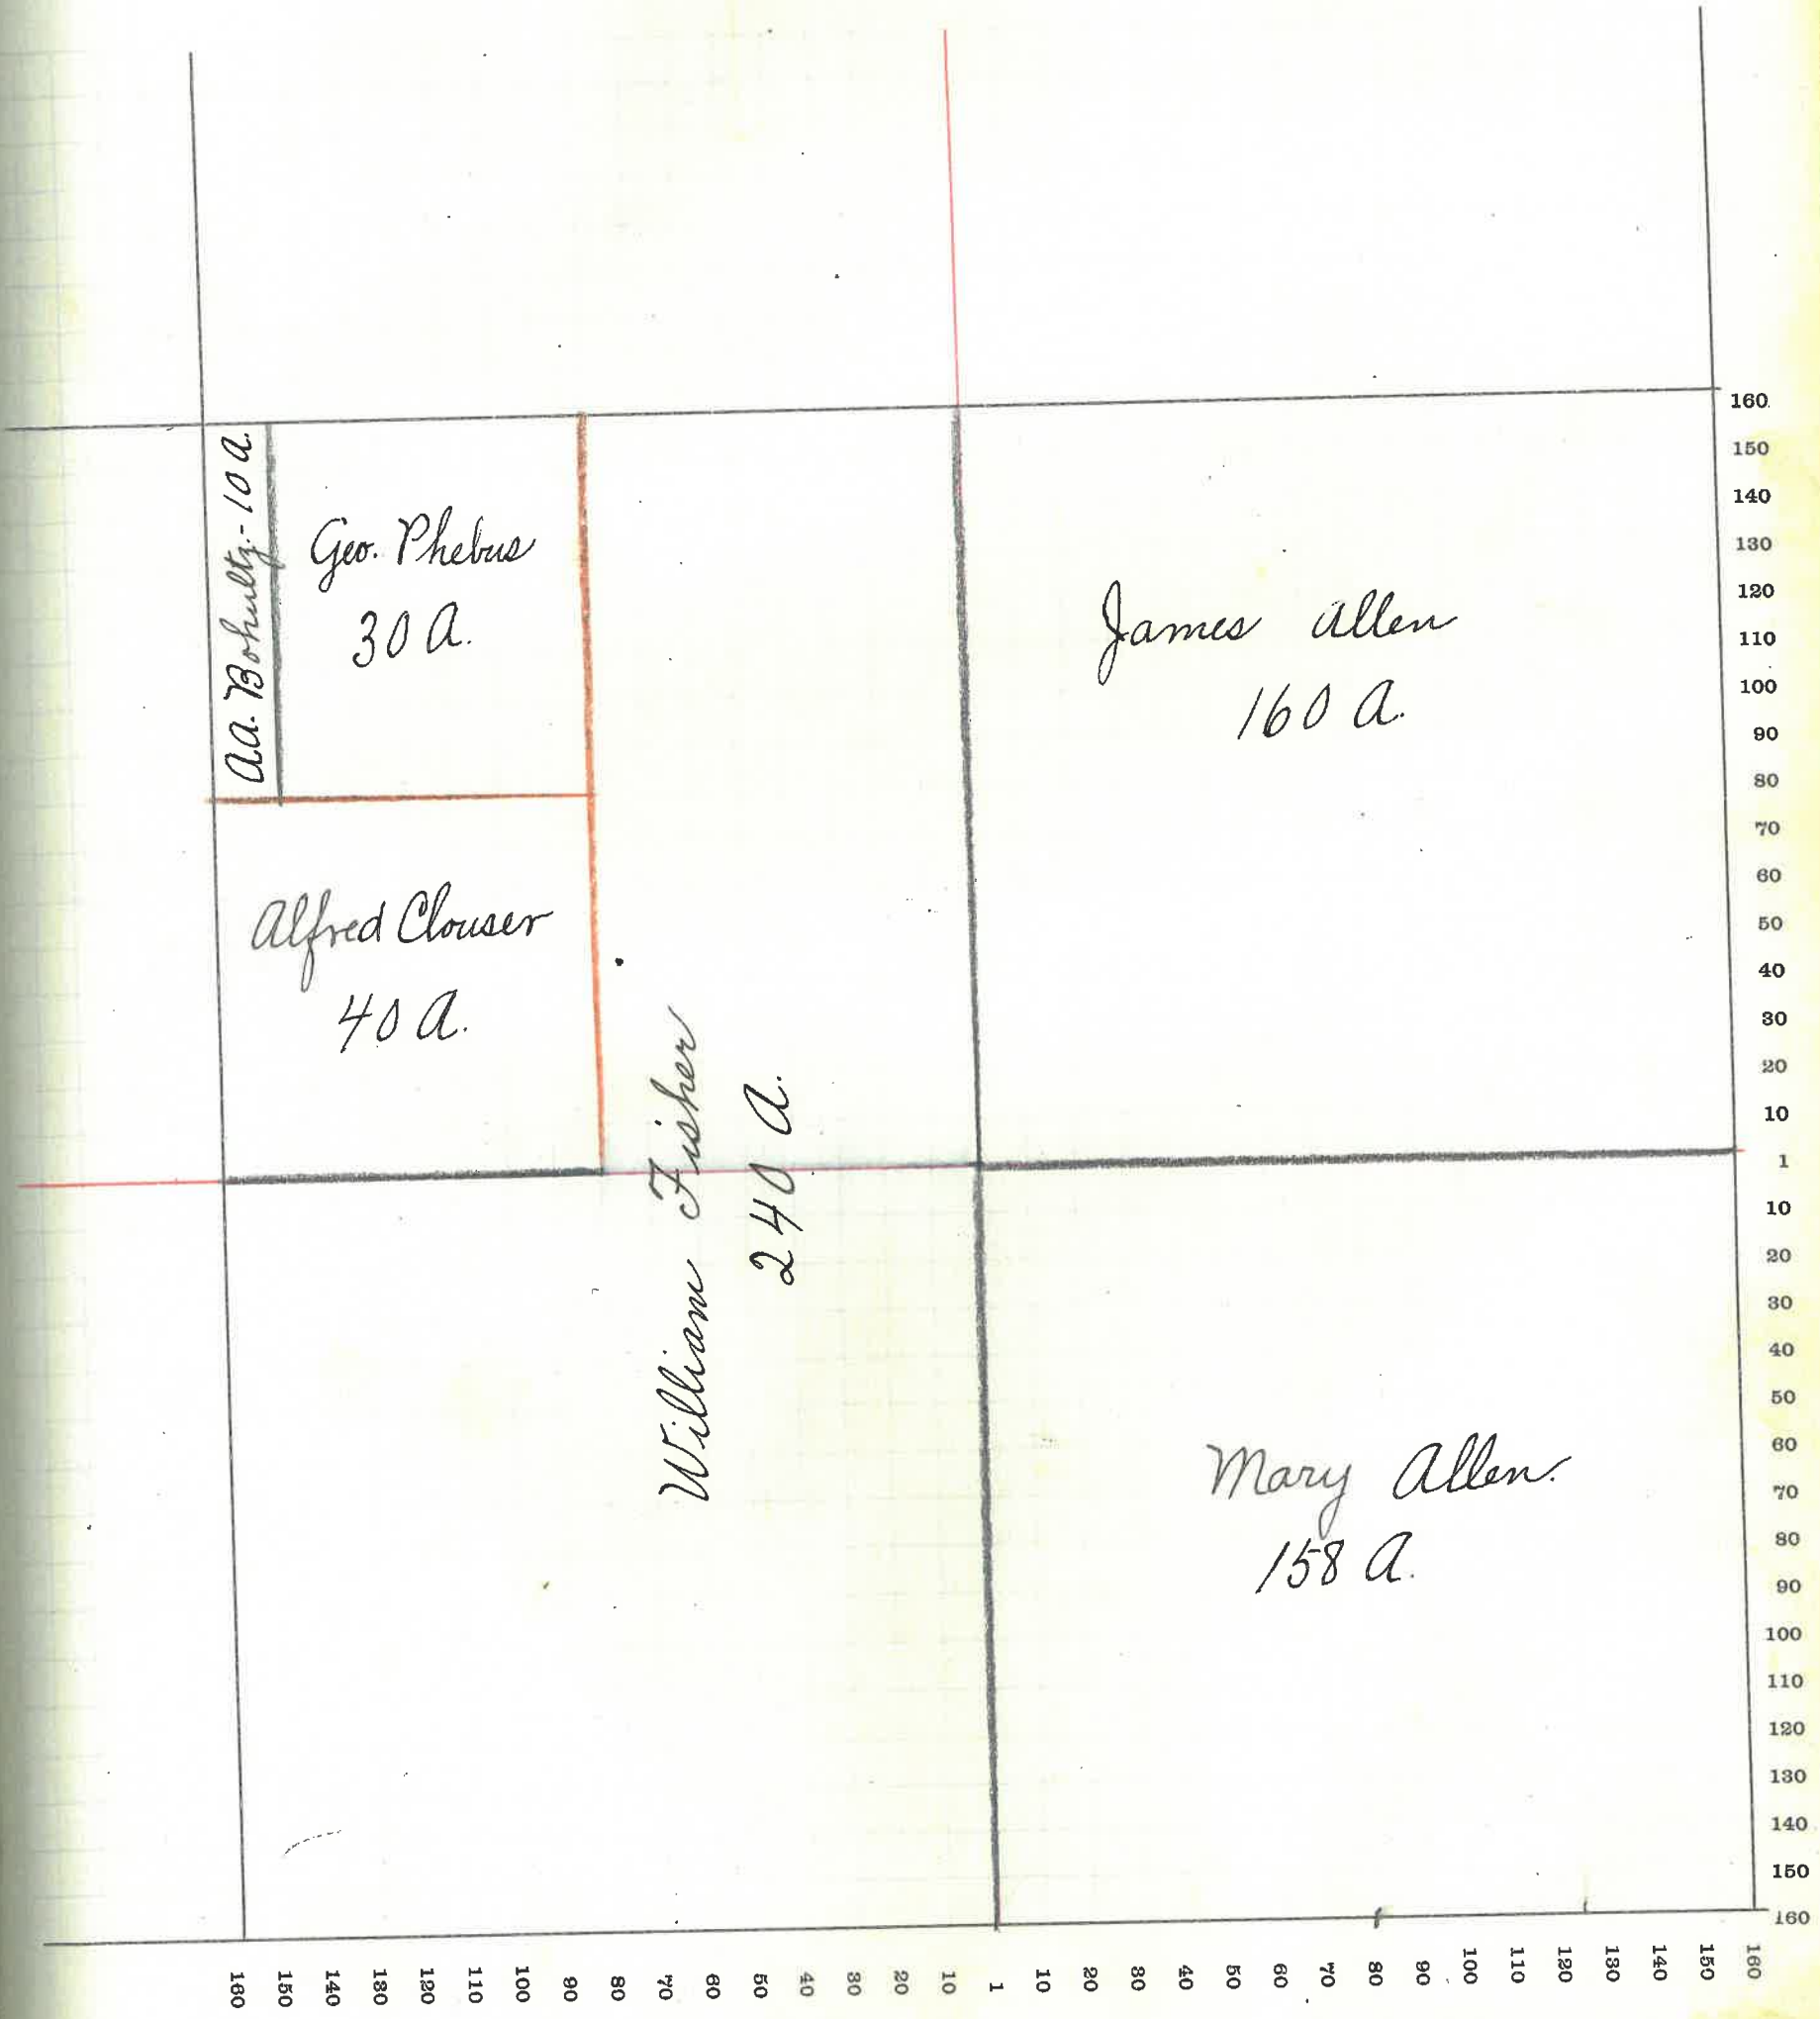 AA. Bohultz.-10 A.
Geo. Phebus
30 A.
James Allen
160 A.
Alfred Clouser
40 A.
William Fisher
240 A.
Mary Allen.
158 A.
160
150
140
130
120
110
100
90
80
70
60
50
40
30
20
10
1
10
20
30
40
50
60
70
80
90
100
110
120
130
140
150
160
160 150 140 130 120 110 100 90 80 70 60 50 40 30 20 10 1 10 20 30 40 50 60 70 80 90 100 110 120 130 140 150 160